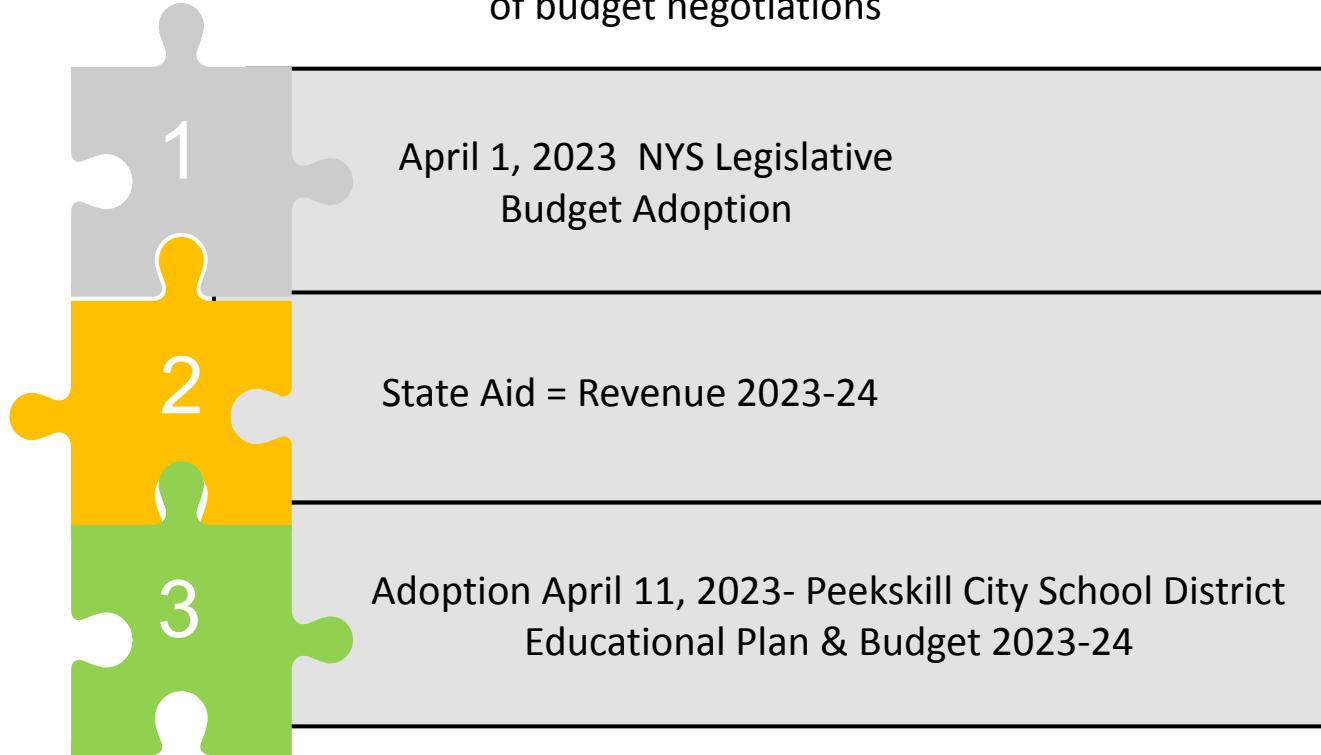 of budget negotiations
1
April 1, 2023 NYS Legislative
Budget Adoption
2
State Aid = Revenue 2023-24
3
Adoption April 11, 2023- Peekskill City School District
Educational Plan & Budget 2023-24